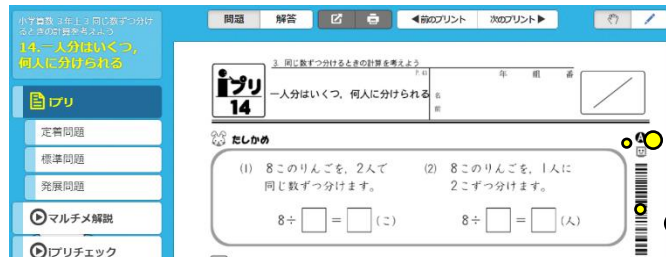 小学算数 3年上3 同じ数ずつ分け
るときの計算を考えよう
14.一人分はいくつ,
何人に分けられる
iプリ
定着問題
標準問題
発展問題
マルチメ解説
iプリチェック
問題 解答 ◀前のプリント 次のプリント▶
3. 同じ数ずつ分けるときの計算を考えよう
iプリ
14
一人分はいくつ, 何人に分けられる
年 組 番
名
前
たしかめ
A
(1) 8このりんごを, 2人で
同じ数ずつ分けます。
8÷□=□(こ)
(2) 8このりんごを, 1人に
2こずつ分けます。
8÷□=□(人)